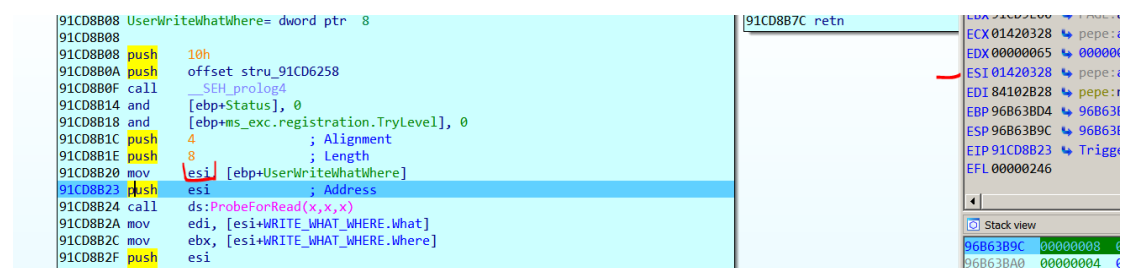 91CD8B08 UserWriteWhatWhere= dword ptr  8
91CD8B08
91CD8B08 push    10h
91CD8B0A push    offset stru_91CD6258
91CD8B0F call    __SEH_prolog4
91CD8B14 and     [ebp+Status], 0
91CD8B18 and     [ebp+ms_exc.registration.TryLevel], 0
91CD8B1C push    4               ; Alignment
91CD8B1E push    8               ; Length
91CD8B20 mov     esi, [ebp+UserWriteWhatWhere]
91CD8B23 push    esi             ; Address
91CD8B24 call    ds:ProbeForRead(x,x,x)
91CD8B2A mov     edi, [esi+WRITE_WHAT_WHERE.What]
91CD8B2C mov     ebx, [esi+WRITE_WHAT_WHERE.Where]
91CD8B2F push    esi
91CD8B7C retn
ECX 01420328 pepe:
EDX 00000065
ESI 01420328 pepe:
EDI 84102B28 pepe:
EBP 96B63BD4
ESP 96B63B9C
EIP 91CD8B23 Trigge
EFL 00000246
Stack view
96B63B9C 00000008
96B63BA0 00000004